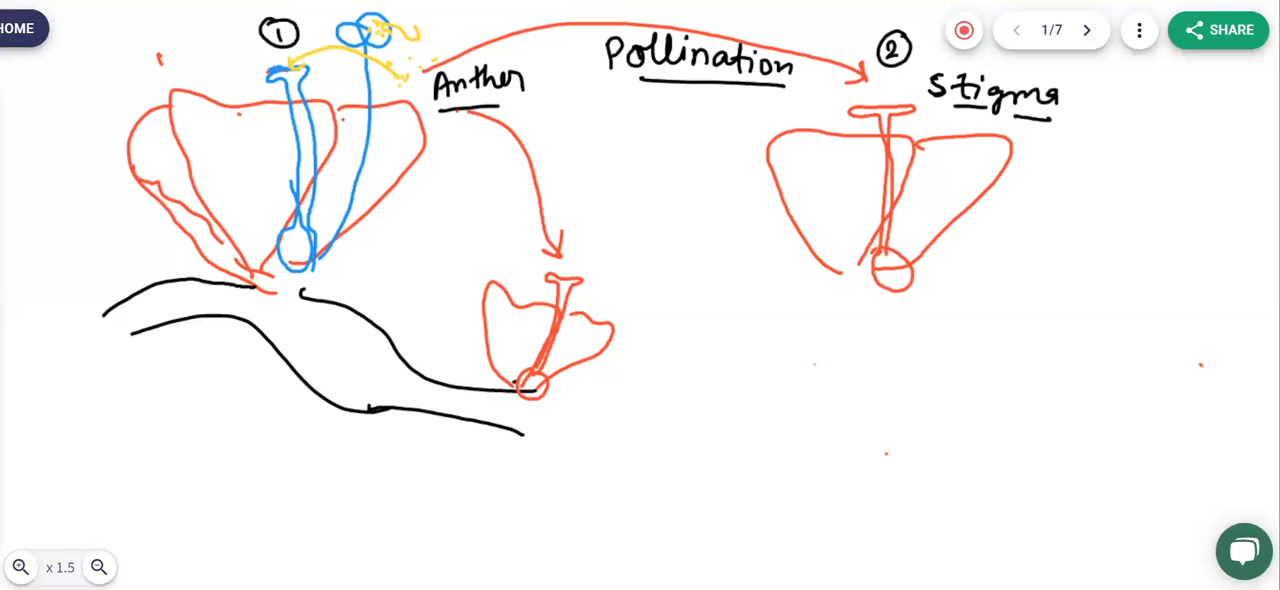 HOME
1
Pollination
2
1/7
SHARE
Anther
Stigma
x 1.5